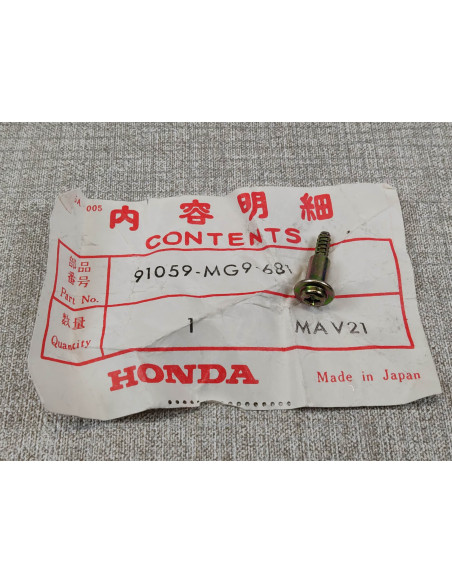 005
内容明細
CONTENTS
部品番号
Part No.
91059-MG9-681
数量
Quantity
1
MAV21
HONDA
Made in Japan